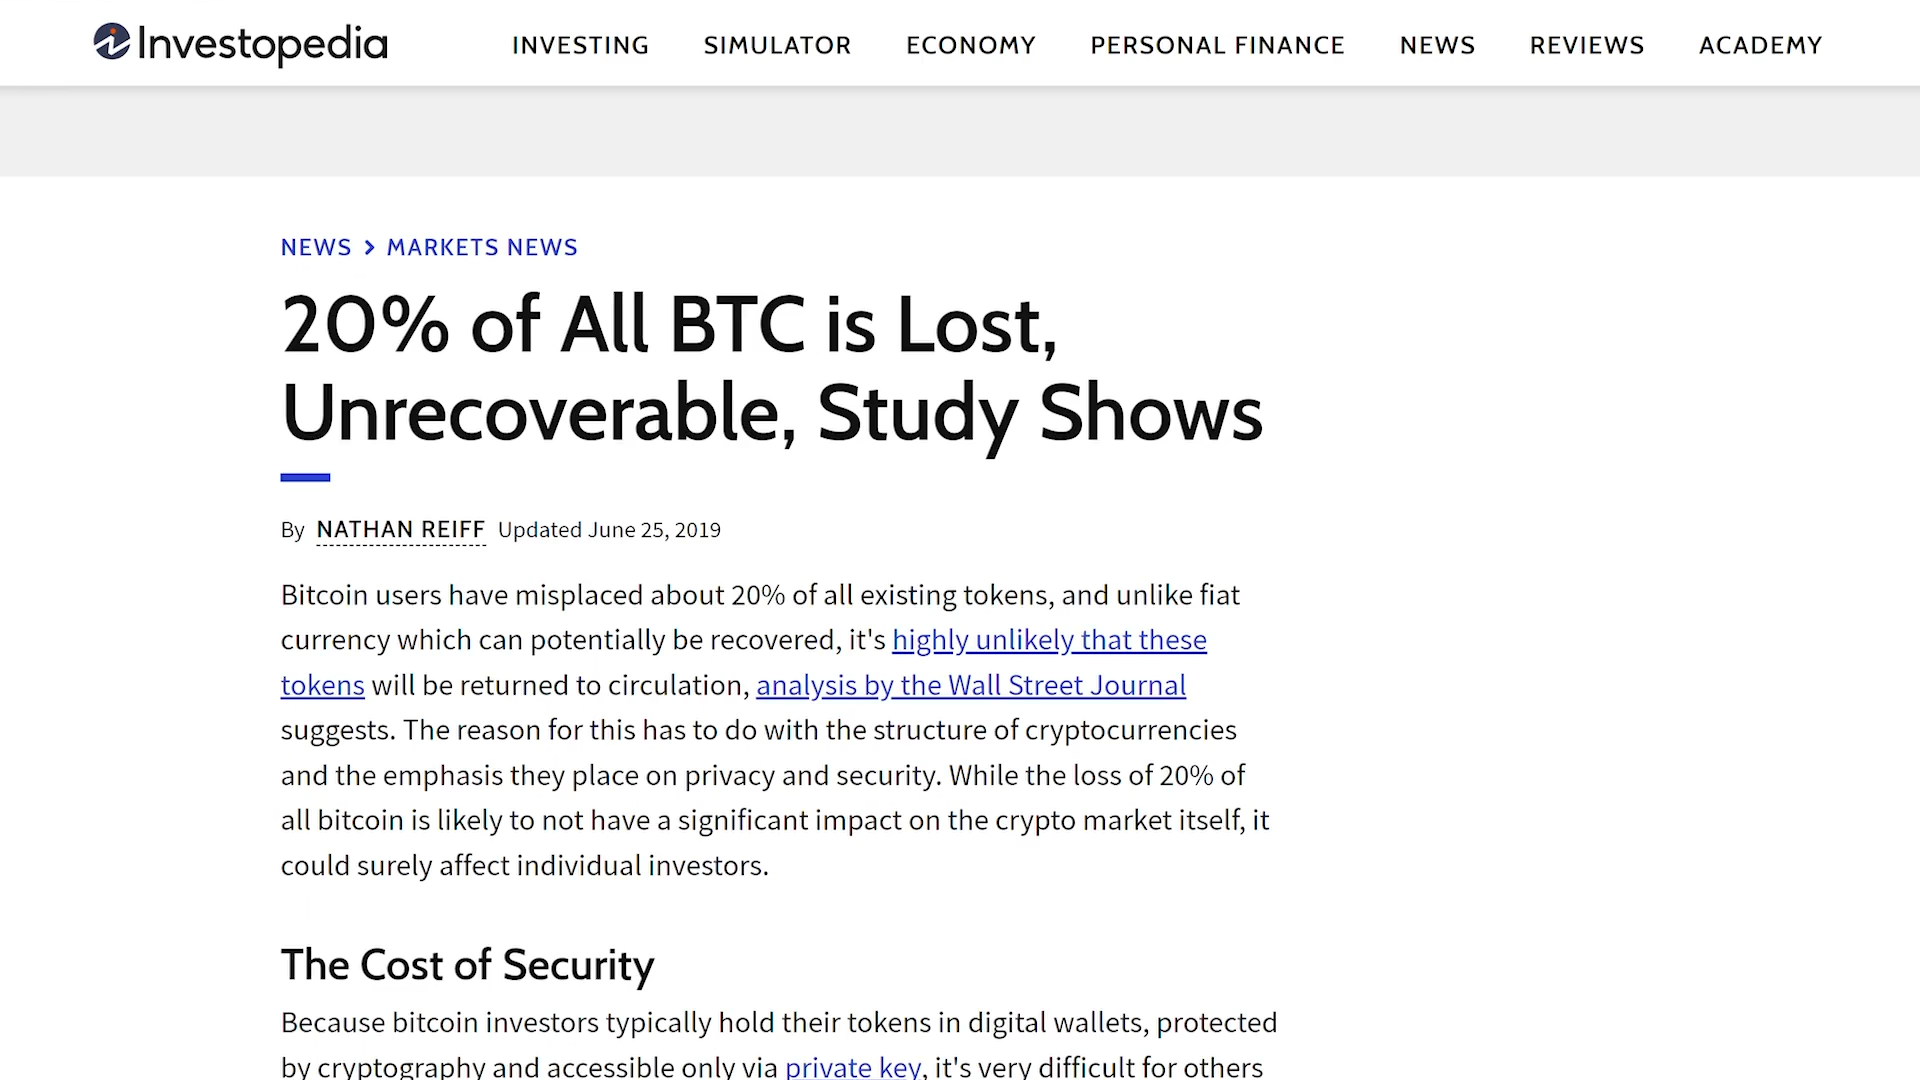 Investopedia
INVESTING SIMULATOR ECONOMY PERSONAL FINANCE NEWS REVIEWS ACADEMY
NEWS > MARKETS NEWS
20% of All BTC is Lost,
Unrecoverable, Study Shows
By NATHAN REIFF Updated June 25, 2019
Bitcoin users have misplaced about 20% of all existing tokens, and unlike fiat
currency which can potentially be recovered, it's highly unlikely that these
tokens will be returned to circulation, analysis by the Wall Street Journal
suggests. The reason for this has to do with the structure of cryptocurrencies
and the emphasis they place on privacy and security. While the loss of 20% of
all bitcoin is likely to not have a significant impact on the crypto market itself, it
could surely affect individual investors.
The Cost of Security
Because bitcoin investors typically hold their tokens in digital wallets, protected
by cryptography and accessible only via private key, it's very difficult for others